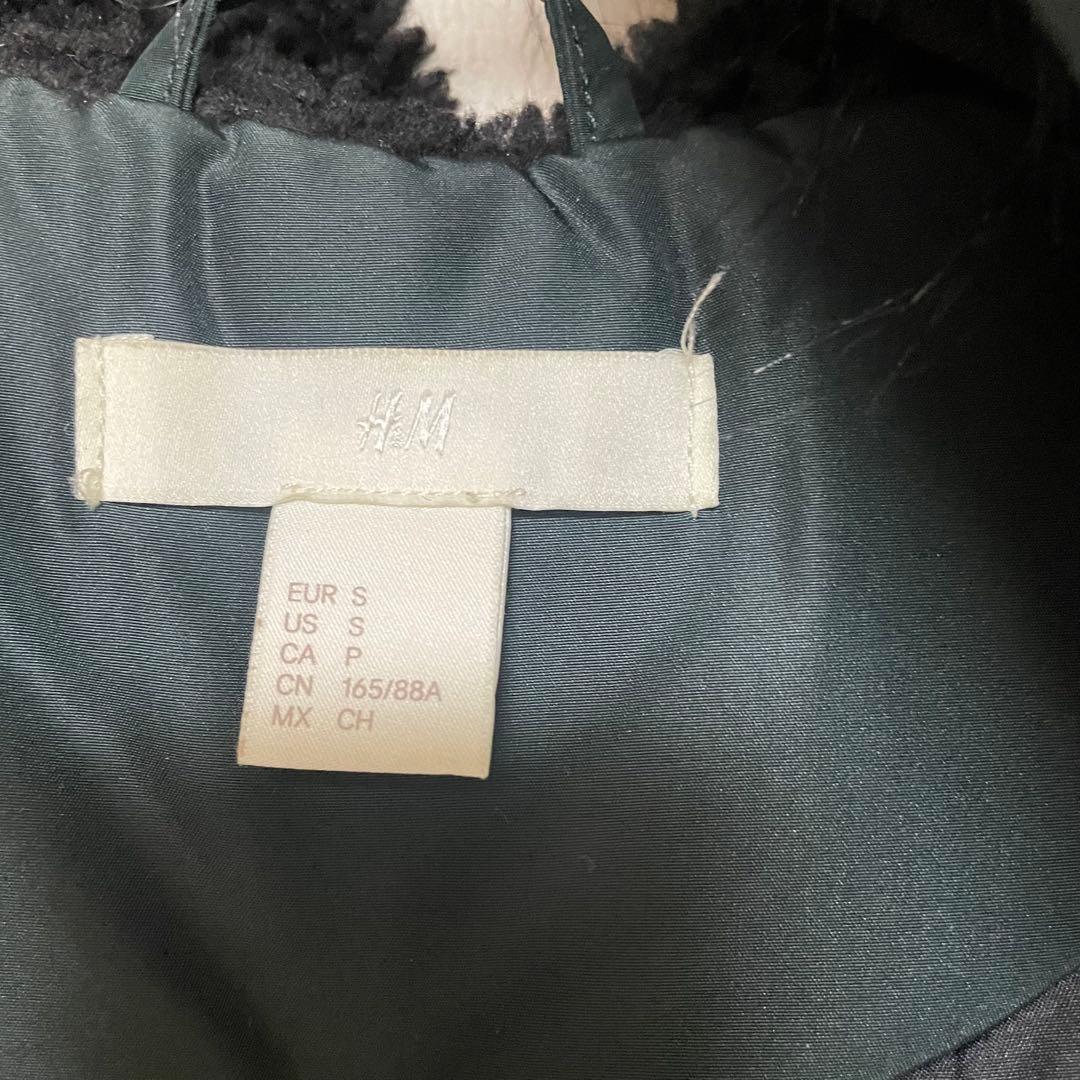 H&M
EUR S
US S
CA P
CN 165/88A
MX CH